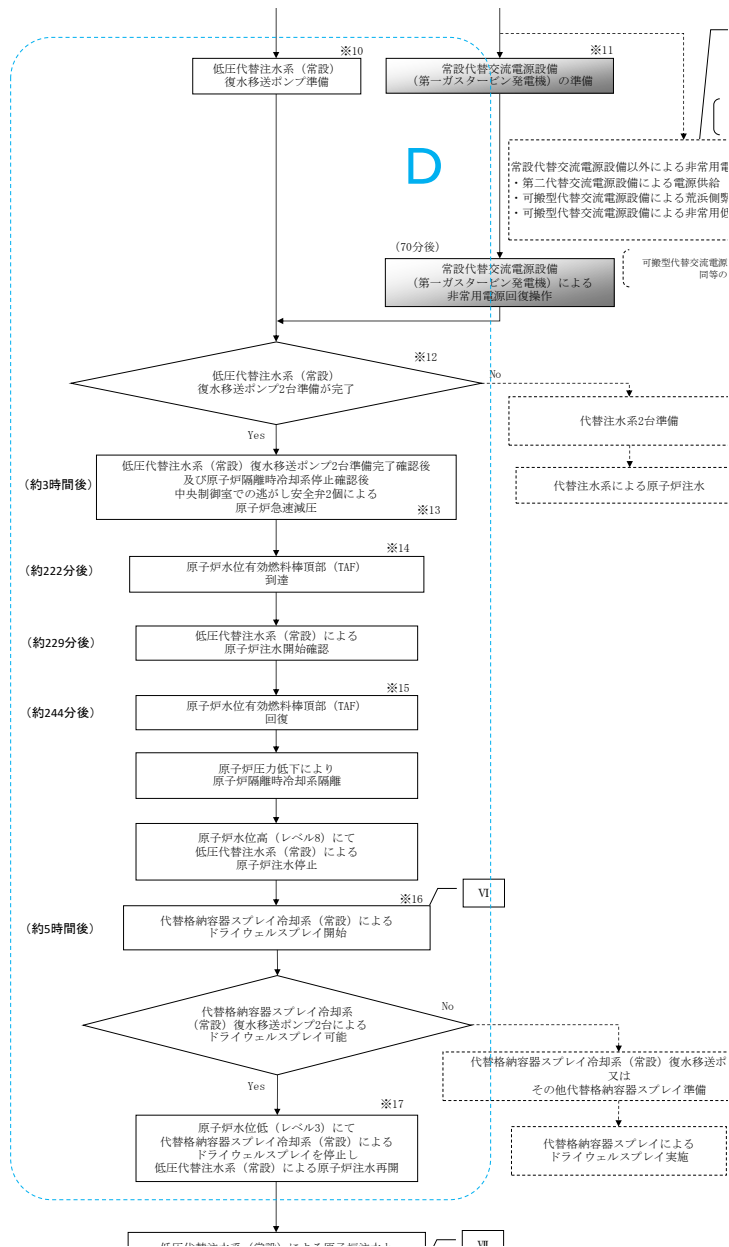 ※10
低圧代替注水系（常設）
復水移送ポンプ準備
※11
常設代替交流電源設備
（第一ガスタービン発電機）の準備
D
常設代替交流電源設備以外による非常用電
・第二代替交流電源設備による電源供給
・可搬型代替交流電源設備による荒浜側緊
・可搬型代替交流電源設備による非常用低
（70分後）
常設代替交流電源設備
（第一ガスタービン発電機）による
非常用電源回復操作
可搬型代替交流電源
同等の
※12
低圧代替注水系（常設）
復水移送ポンプ2台準備が完了
No
Yes
代替注水系2台準備
代替注水系による原子炉注水
（約3時間後）
低圧代替注水系（常設）復水移送ポンプ2台準備完了確認後
及び原子炉隔離時冷却系停止確認後
中央制御室での逃がし安全弁2個による
原子炉急速減圧
※13
※14
（約222分後）
原子炉水位有効燃料棒頂部（TAF）
到達
（約229分後）
低圧代替注水系（常設）による
原子炉注水開始確認
※15
（約244分後）
原子炉水位有効燃料棒頂部（TAF）
回復
原子炉圧力低下により
原子炉隔離時冷却系隔離
原子炉水位高（レベル8）にて
低圧代替注水系（常設）による
原子炉注水停止
※16
Ⅵ
（約5時間後）
代替格納容器スプレイ冷却系（常設）による
ドライウェルスプレイ開始
代替格納容器スプレイ冷却系
（常設）復水移送ポンプ2台による
ドライウェルスプレイ可能
No
Yes
代替格納容器スプレイ冷却系（常設）復水移送ポ
又は
その他代替格納容器スプレイ準備
※17
原子炉水位低（レベル3）にて
代替格納容器スプレイ冷却系（常設）による
ドライウェルスプレイを停止し
低圧代替注水系（常設）による原子炉注水再開
代替格納容器スプレイによる
ドライウェルスプレイ実施
低圧代替注水系（常設）による原子炉注水と
Ⅶ